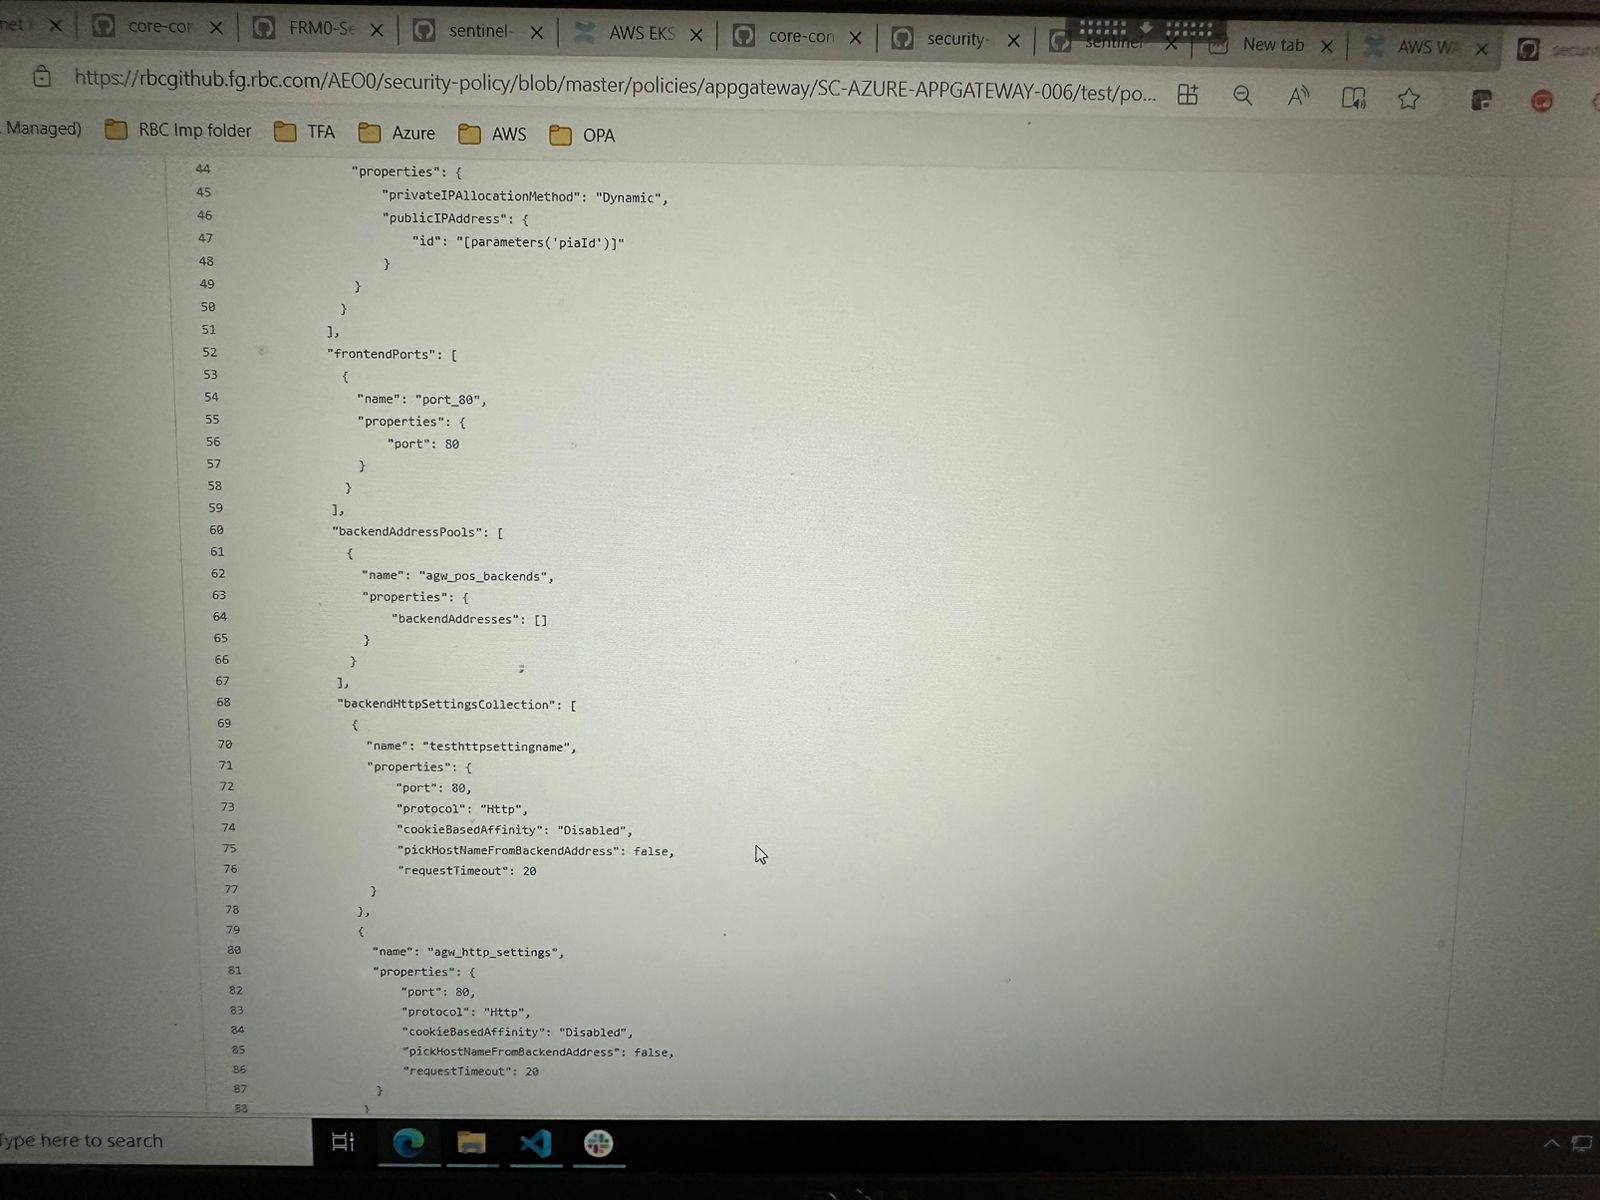 net
core-cor
FRM0-Se
sentinel-
AWS EKS
core-con
security-
sentinel
New tab
AWS WA
securi
https://rbcgithub.fg.rbc.com/AEO0/security-policy/blob/master/policies/appgateway/SC-AZURE-APPGATEWAY-006/test/po...
Managed)
RBC Imp folder
TFA
Azure
AWS
OPA
44 "properties": {
45 "privateIPAllocationMethod": "Dynamic",
46 "publicIPAddress": {
47 "id": "[parameters('piaId')]"
48 }
49 }
50 }
51 ],
52 "frontendPorts": [
53 {
54 "name": "port_80",
55 "properties": {
56 "port": 80
57 }
58 }
59 ],
60 "backendAddressPools": [
61 {
62 "name": "agw_pos_backends",
63 "properties": {
64 "backendAddresses": []
65 }
66 }
67 ],
68 "backendHttpSettingsCollection": [
69 {
70 "name": "testhttpsettingname",
71 "properties": {
72 "port": 80,
73 "protocol": "Http",
74 "cookieBasedAffinity": "Disabled",
75 "pickHostNameFromBackendAddress": false,
76 "requestTimeout": 20
77 }
78 },
79 {
80 "name": "agw_http_settings",
81 "properties": {
82 "port": 80,
83 "protocol": "Http",
84 "cookieBasedAffinity": "Disabled",
85 "pickHostNameFromBackendAddress": false,
86 "requestTimeout": 20
87 }
88 }
Type here to search